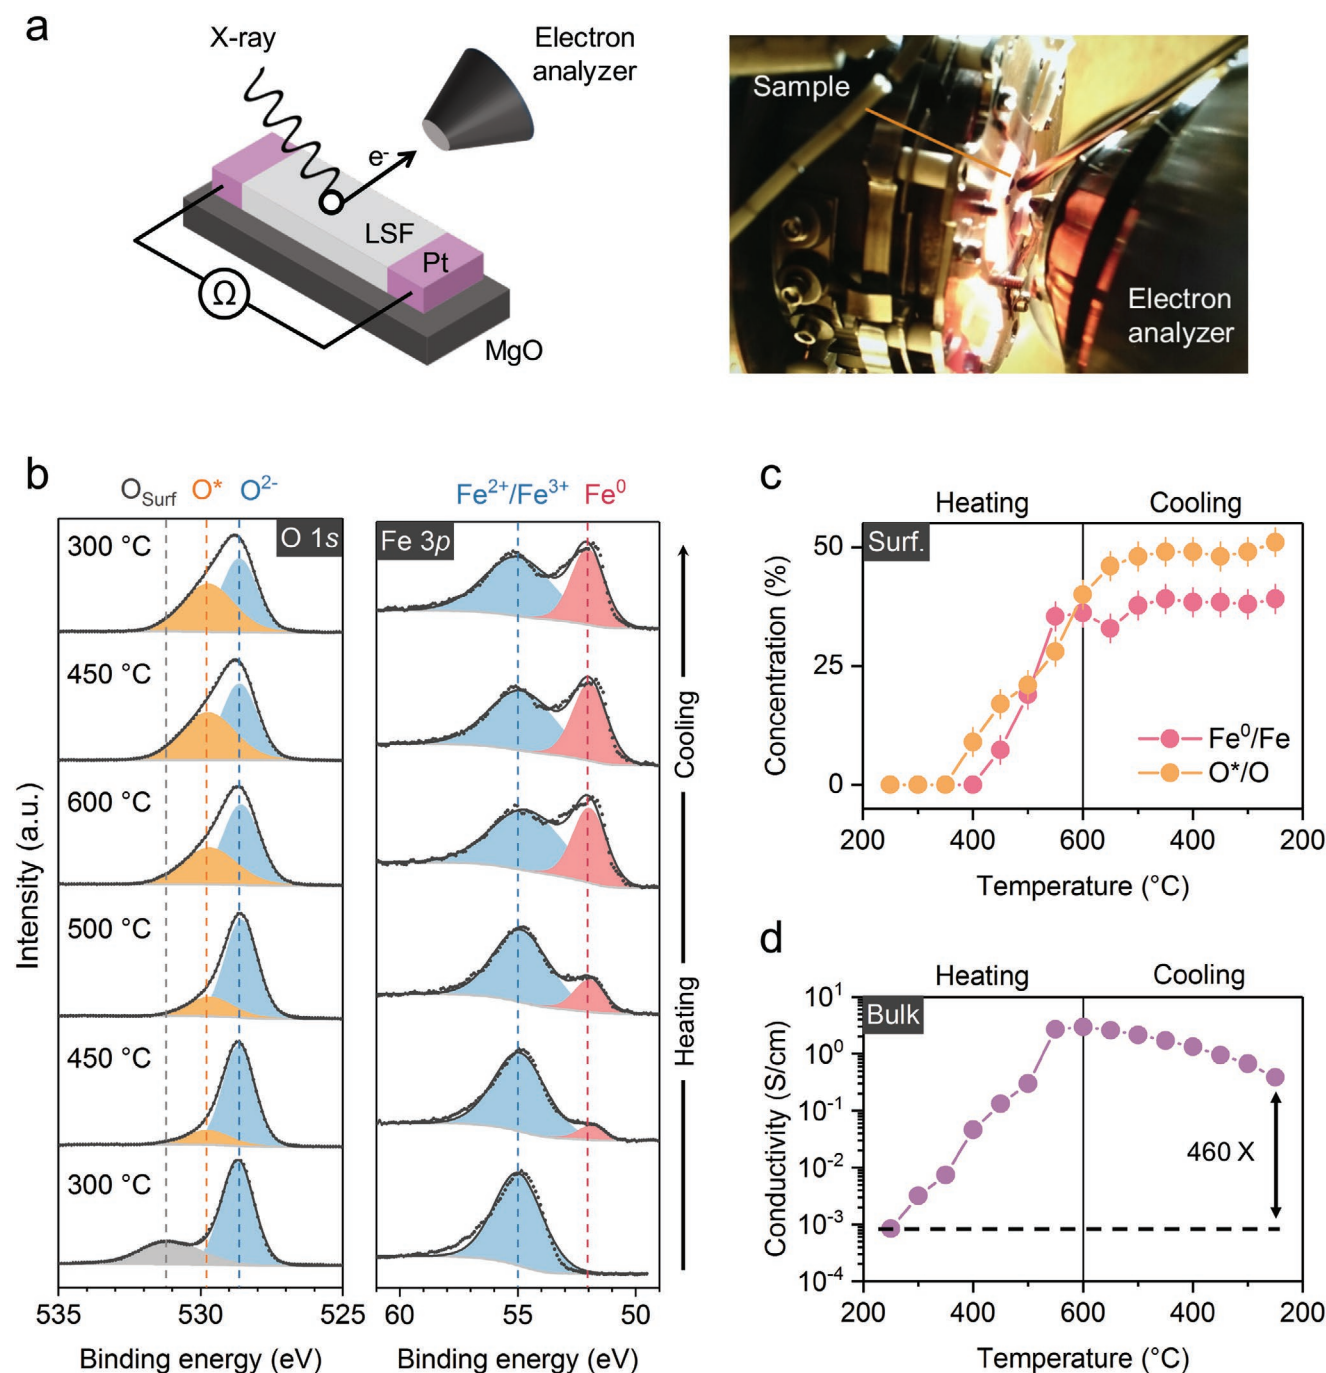 a
X-ray
Electron
analyzer
e⁻
LSF
Pt
Ω
MgO
Sample
Electron
analyzer
b
O_Surf O* O²⁻
Fe²⁺/Fe³⁺ Fe⁰
O 1s
Fe 3p
300 °C
450 °C
600 °C
500 °C
450 °C
300 °C
Intensity (a.u.)
Cooling
Heating
535 530 525
60 55 50
Binding energy (eV)
Binding energy (eV)
c
Heating Cooling
Surf.
50
25
0
Concentration (%)
Fe⁰/Fe
O*/O
200 400 600 400 200
Temperature (°C)
d
Heating Cooling
Bulk
10¹
10⁰
10⁻¹
10⁻²
10⁻³
10⁻⁴
Conductivity (S/cm)
460 X
200 400 600 400 200
Temperature (°C)